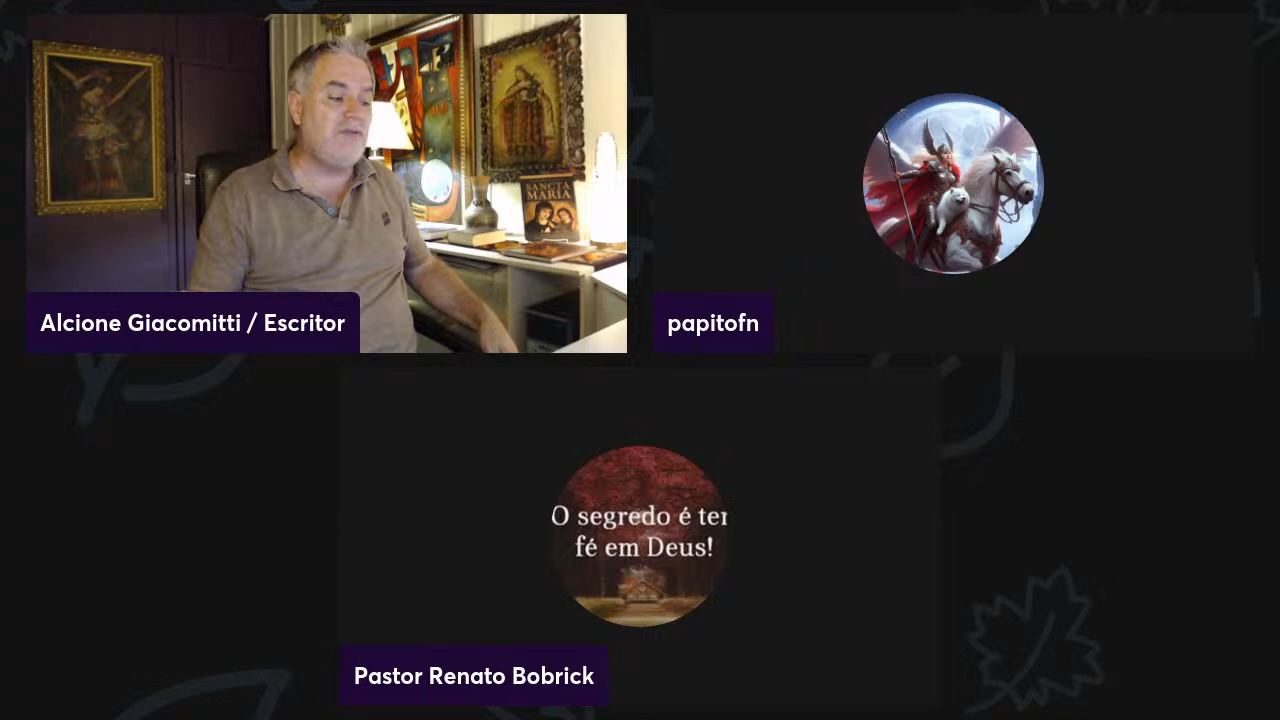 SANCTA
MARIA
Alcione Giacomitti / Escritor
papitofn
O segredo é ter
fé em Deus!
Pastor Renato Bobrick